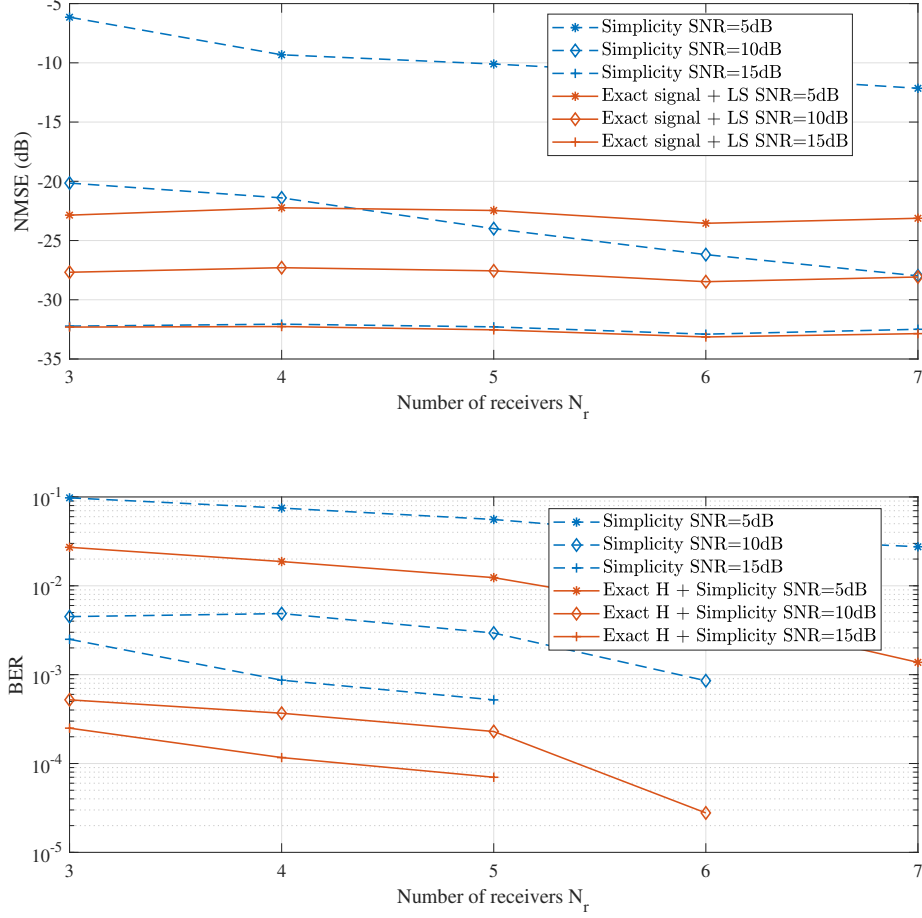 -5
-10
-15
-20
-25
-30
-35
NMSE (dB)
Simplicity SNR=5dB
Simplicity SNR=10dB
Simplicity SNR=15dB
Exact signal + LS SNR=5dB
Exact signal + LS SNR=10dB
Exact signal + LS SNR=15dB
3 4 5 6 7
Number of receivers N_r
10^-1
10^-2
10^-3
10^-4
10^-5
BER
Simplicity SNR=5dB
Simplicity SNR=10dB
Simplicity SNR=15dB
Exact H + Simplicity SNR=5dB
Exact H + Simplicity SNR=10dB
Exact H + Simplicity SNR=15dB
3 4 5 6 7
Number of receivers N_r